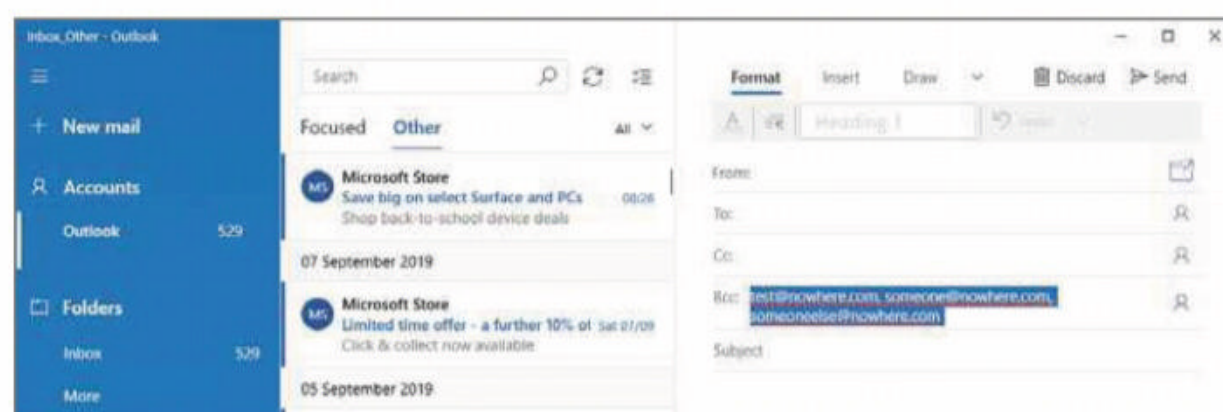 Inbox_Other - Outlook
+ New mail
Accounts
Outlook 529
Folders
Inbox 529
More
Search
Focused Other All
MS
Microsoft Store
Save big on select Surface and PCs 08/26
Shop back-to-school device deals
07 September 2019
MS
Microsoft Store
Limited time offer - a further 10% of Sat 07/09
Click & collect now available
05 September 2019
Format Insert Draw Discard Send
A Heading 1
From:
To:
Cc:
Bcc: test@nowhere.com, someone@nowhere.com,
someoneelse@nowhere.com
Subject